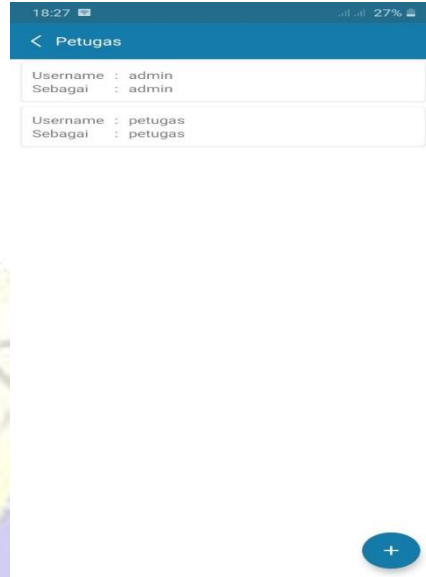 18:27 27%
< Petugas
Username : admin
Sebagai : admin
Username : petugas
Sebagai : petugas
+